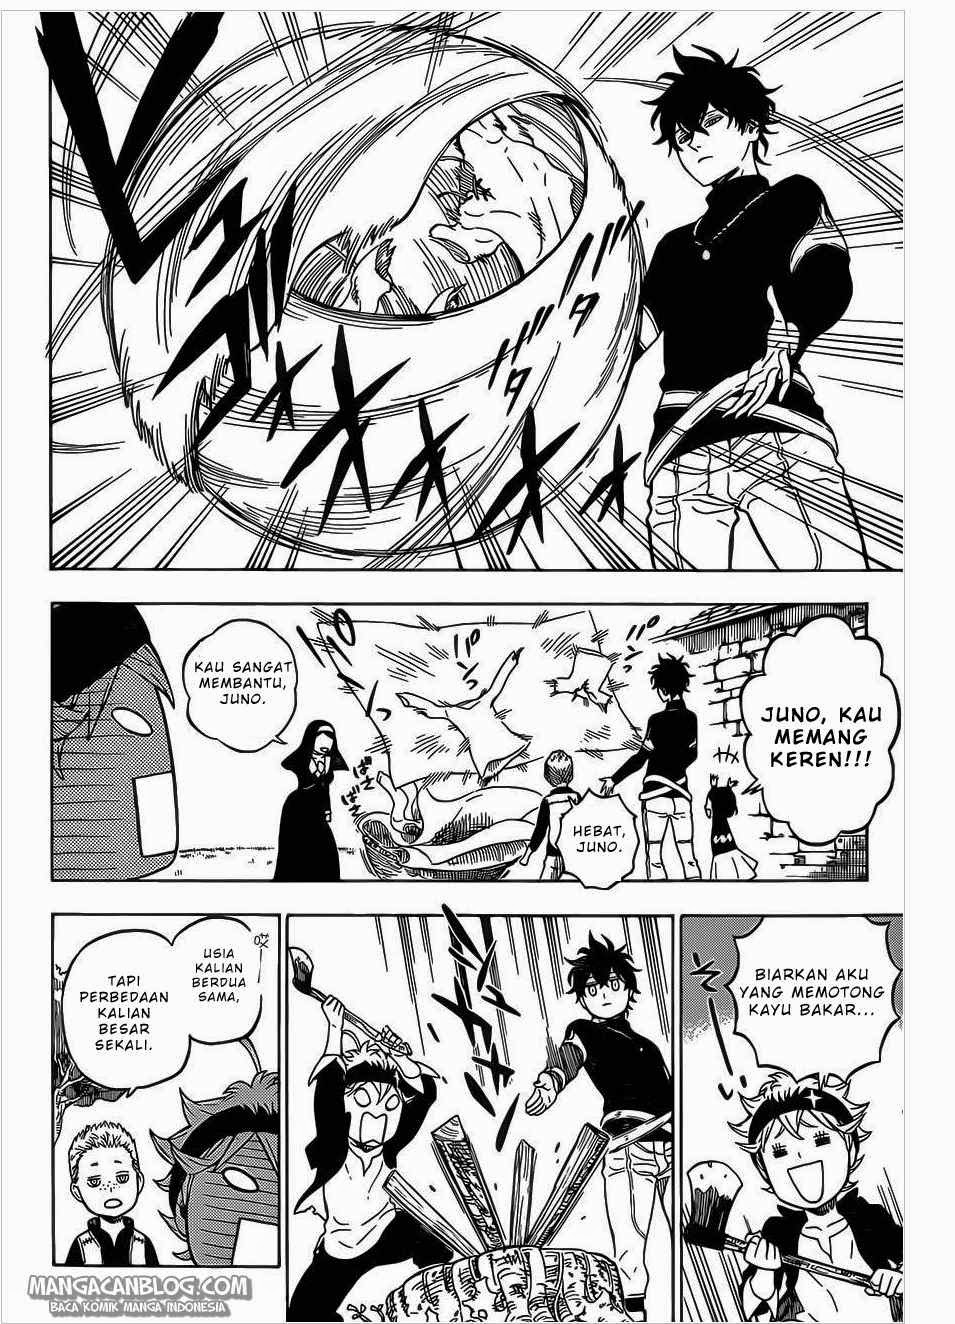 JUNO, KAU
MEMANG
KEREN!!!
HEBAT,
JUNO.
KAU SANGAT
MEMBANTU,
JUNO.
BIARKAN AKU
YANG MEMOTONG
KAYU BAKAR...
USIA
KALIAN
BERDUA
SAMA,
TAPI
PERBEDAAN
KALIAN
BESAR
SEKALI.
MANGACANBLOG.COM
BACA KOMIK MANGA INDONESIA